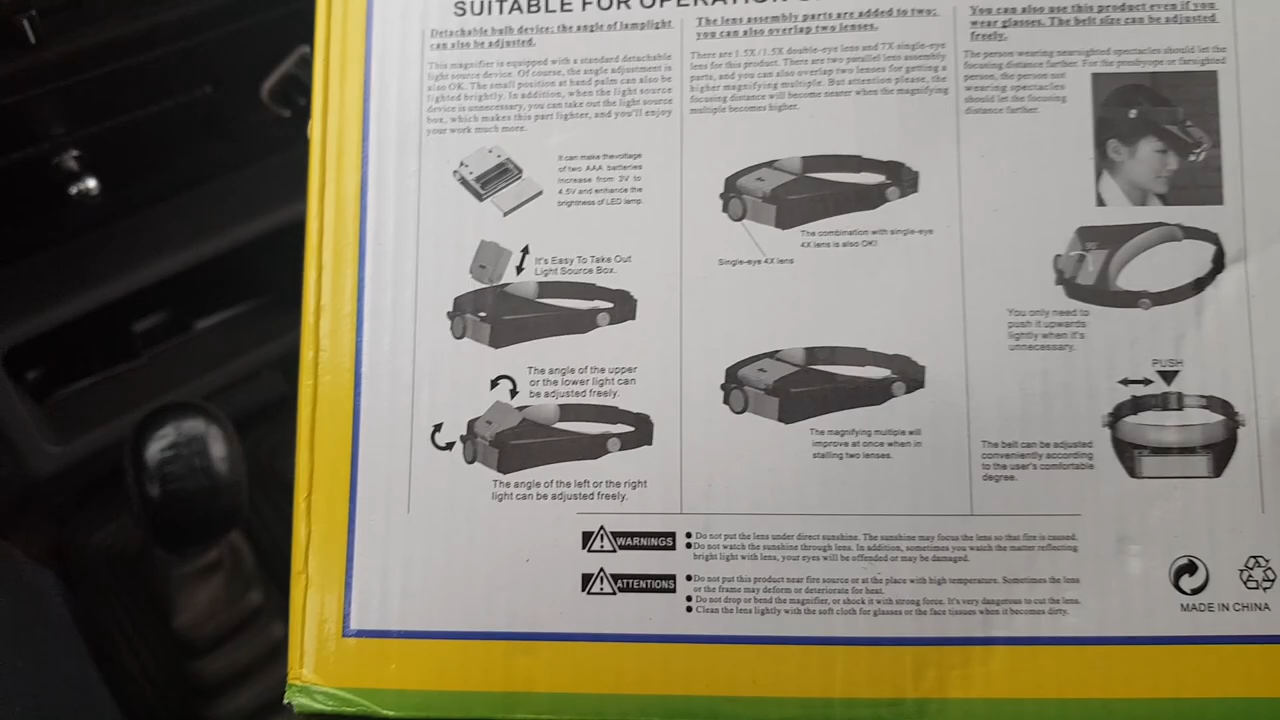 SUITABLE FOR OPERATION
Detachable bulb device; the angle of lamplight
can also be adjusted.
This magnifier is equipped with a standard detachable
light source device. Of course, the angle adjustment is
also OK. The small position at hand palm can also be
lighted brightly. In addition, when the light source
device is unnecessary, you can take out the light source
box, which makes this part lighter, and you'll enjoy
your work much more.
It can make thevoltage
of two AAA batteries
increase from 3V to
4.5V and enhance the
brightness of LED lamp.
It's Easy To Take Out
Light Source Box.
The angle of the upper
or the lower light can
be adjusted freely.
The angle of the left or the right
light can be adjusted freely.
The lens assembly parts are added to two;
you can also overlap two lenses.
There are 1.5X/1.5X double-eye lens and 7X single-eye
lens for this product. There are two parallel lens assembly
parts, and you can also overlap two lenses for getting a
higher magnifying multiple. But attention please, the
focusing distance will become nearer when the magnifying
multiple becomes higher.
The combination with single-eye
4X lens is also OK!
Single-eye 4X lens
The magnifying multiple will
improve at once when in
stalling two lenses.
You can also use this product even if you
wear glasses. The belt size can be adjusted
freely.
The person wearing nearsighted spectacles should let the
focusing distance farther. For the presbyope or farsighted
person, the person not
wearing spectacles
should let the focusing
distance farther.
90°
You only need to
push it upwards
lightly when it's
unnecessary.
PUSH
The belt can be adjusted
conveniently according
to the user's comfortable
degree.
WARNINGS
● Do not put the lens under direct sunshine. The sunshine may focus the lens so that fire is caused.
● Do not watch the sunshine through lens. In addition, sometimes you watch the matter reflecting
bright light with lens, your eyes will be offended or may be damaged.
ATTENTIONS
● Do not put this product near fire source or at the place with high temperature. Sometimes the lens
or the frame may deform or deteriorate for heat.
● Do not drop or bend the magnifier, or shock it with strong force. It's very dangerous to cut the lens.
● Clean the lens lightly with the soft cloth for glasses or the face tissues when it becomes dirty.
MADE IN CHINA